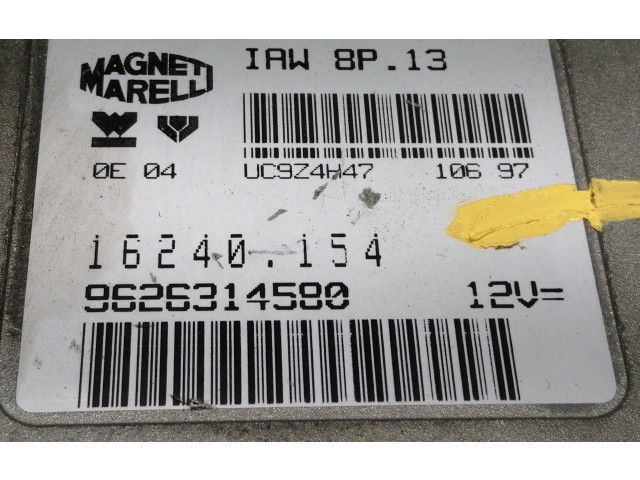 MAGNETI
MARELLI
IAW 8P.13
0E 04
UC9Z4H47 106 97
16240.154
9626314580 12V=